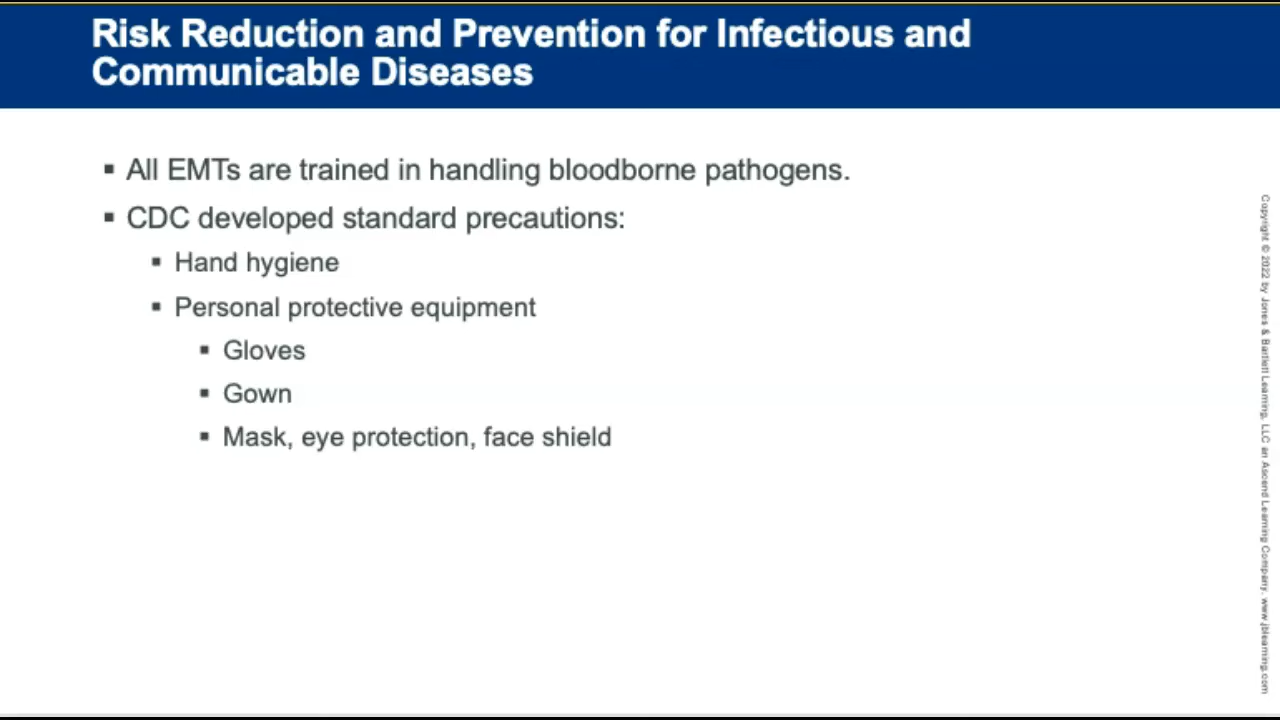 Risk Reduction and Prevention for Infectious and
Communicable Diseases
▪ All EMTs are trained in handling bloodborne pathogens.
▪ CDC developed standard precautions:
▪ Hand hygiene
▪ Personal protective equipment
▪ Gloves
▪ Gown
▪ Mask, eye protection, face shield
Copyright © 2022 by Jones & Bartlett Learning, LLC an Ascend Learning Company. www.jblearning.com